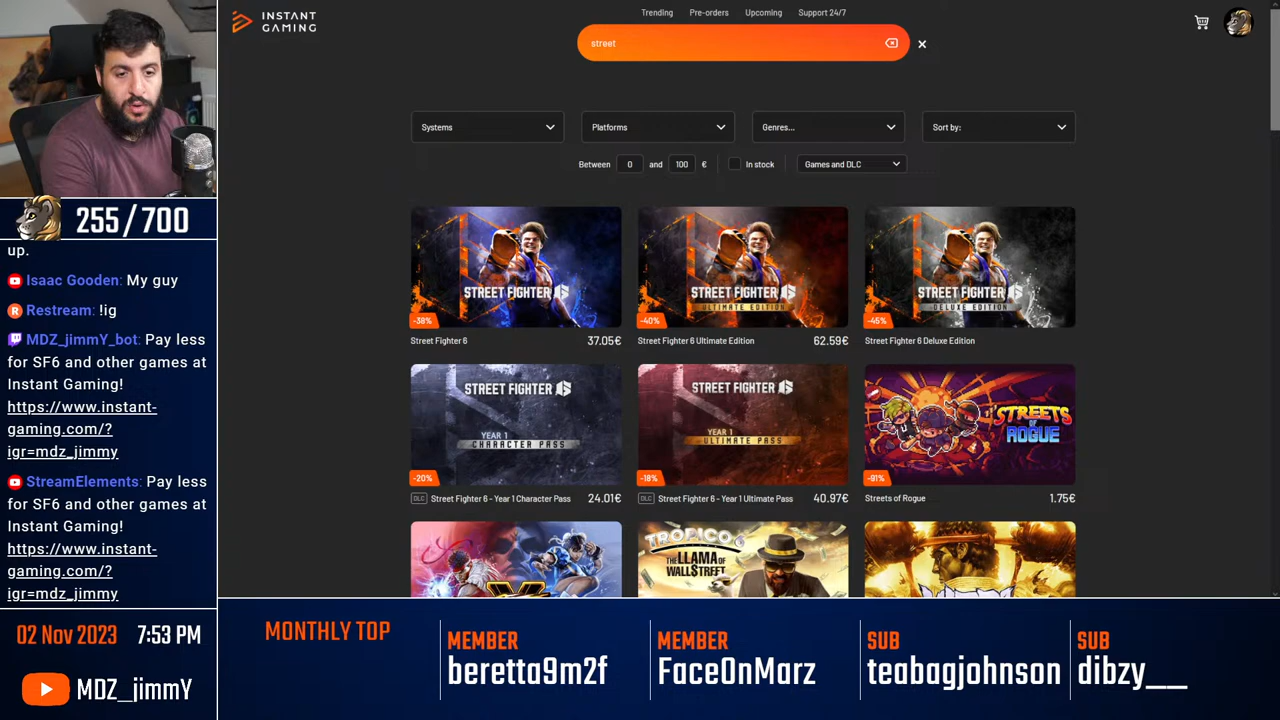 INSTANT
GAMING
Trending Pre-orders Upcoming Support 24/7
street
Systems Platforms Genres... Sort by:
Between 0 and 100 € In stock Games and DLC
STREET FIGHTER 6
-38%
Street Fighter 6 37.05€
STREET FIGHTER 6
ULTIMATE EDITION
-40%
Street Fighter 6 Ultimate Edition 62.59€
STREET FIGHTER 6
DELUXE EDITION
-45%
Street Fighter 6 Deluxe Edition
STREET FIGHTER 6
YEAR 1
CHARACTER PASS
-20%
DLC Street Fighter 6 - Year 1 Character Pass 24.01€
STREET FIGHTER 6
YEAR 1
ULTIMATE PASS
-18%
DLC Street Fighter 6 - Year 1 Ultimate Pass 40.97€
STREETS
OF
ROGUE
-91%
Streets of Rogue 1.75€
TROPICO 6
THE LLAMA
OF
WALL$TREET
255/700
up.
Isaac Gooden: My guy
Restream: !ig
MDZ_jimmY_bot: Pay less
for SF6 and other games at
Instant Gaming!
https://www.instant-
gaming.com/?
igr=mdz_jimmy
StreamElements: Pay less
for SF6 and other games at
Instant Gaming!
https://www.instant-
gaming.com/?
igr=mdz_jimmy
02 Nov 2023 7:53 PM
MDZ_jimmY
MONTHLY TOP
MEMBER
beretta9m2f
MEMBER
FaceOnMarz
SUB
teabagjohnson
SUB
dibzy__